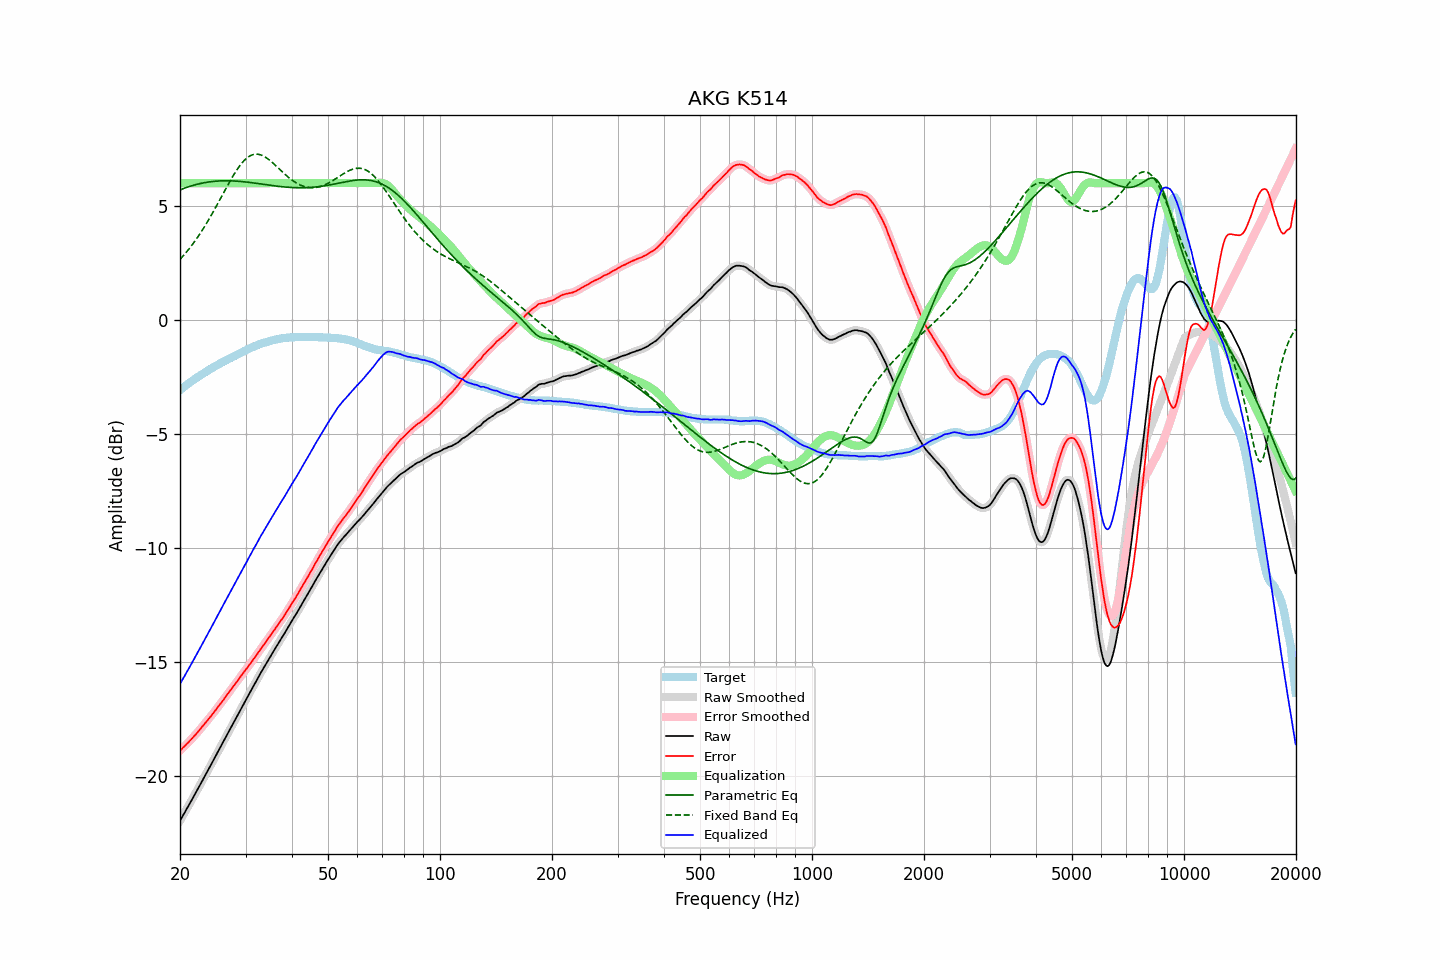 AKG K514
Amplitude (dBr)
5
0
−5
−10
−15
−20
Target
Raw Smoothed
Error Smoothed
Raw
Error
Equalization
Parametric Eq
Fixed Band Eq
Equalized
20 50 100 200 500 1000 2000 5000 10000 20000
Frequency (Hz)